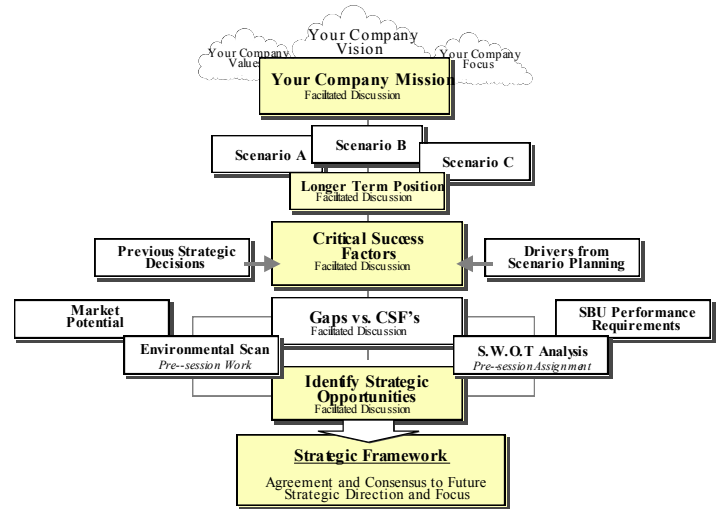 Your Company
Vision
Your Company
Values
Your Company
Focus
Your Company Mission
Facilitated Discussion
Scenario A
Scenario B
Scenario C
Longer Term Position
Facilitated Discussion
Critical Success
Factors
Facilitated Discussion
Previous Strategic
Decisions
Drivers from
Scenario Planning
Gaps vs. CSF's
Facilitated Discussion
Market
Potential
SBU Performance
Requirements
Environmental Scan
Pre--session Work
S.W.O.T Analysis
Pre--session Assignment
Identify Strategic
Opportunities
Facilitated Discussion
Strategic Framework
Agreement and Consensus to Future
Strategic Direction and Focus